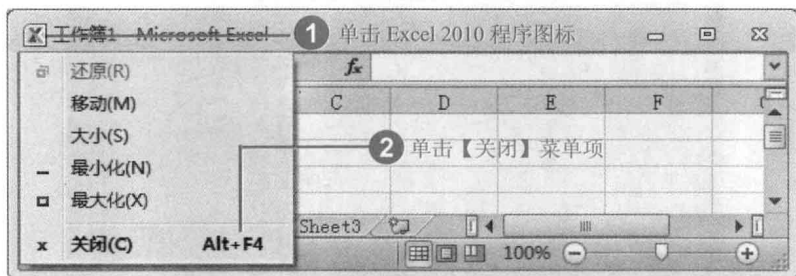 工作簿1 - Microsoft Excel
1 单击 Excel 2010 程序图标
还原(R)
fx
移动(M)
C D E F
大小(S)
2 单击【关闭】菜单项
最小化(N)
最大化(X)
Sheet3
关闭(C) Alt+F4
100%